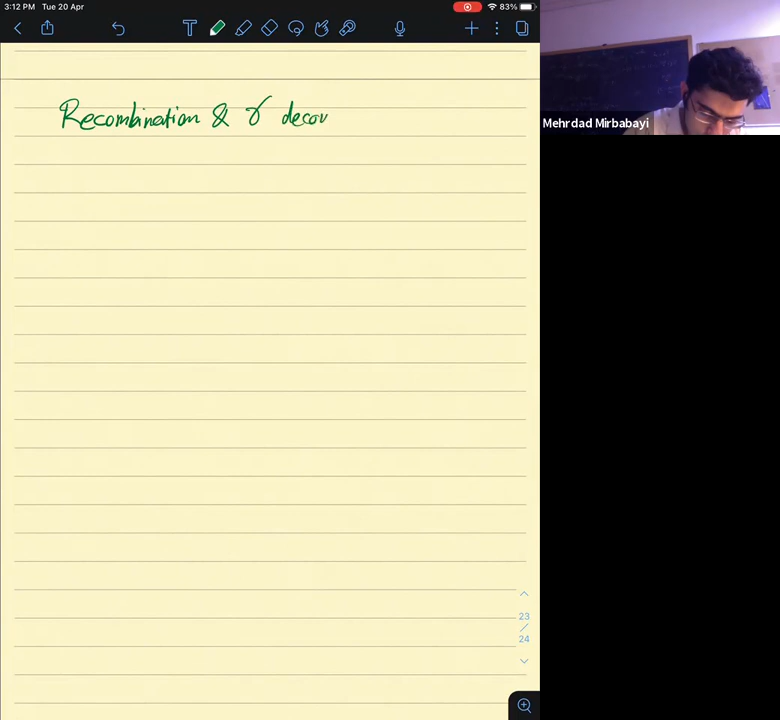 3:12 PM Tue 20 Apr 83%
Recombination & γ decou
Mehrdad Mirbabayi
23
/
24